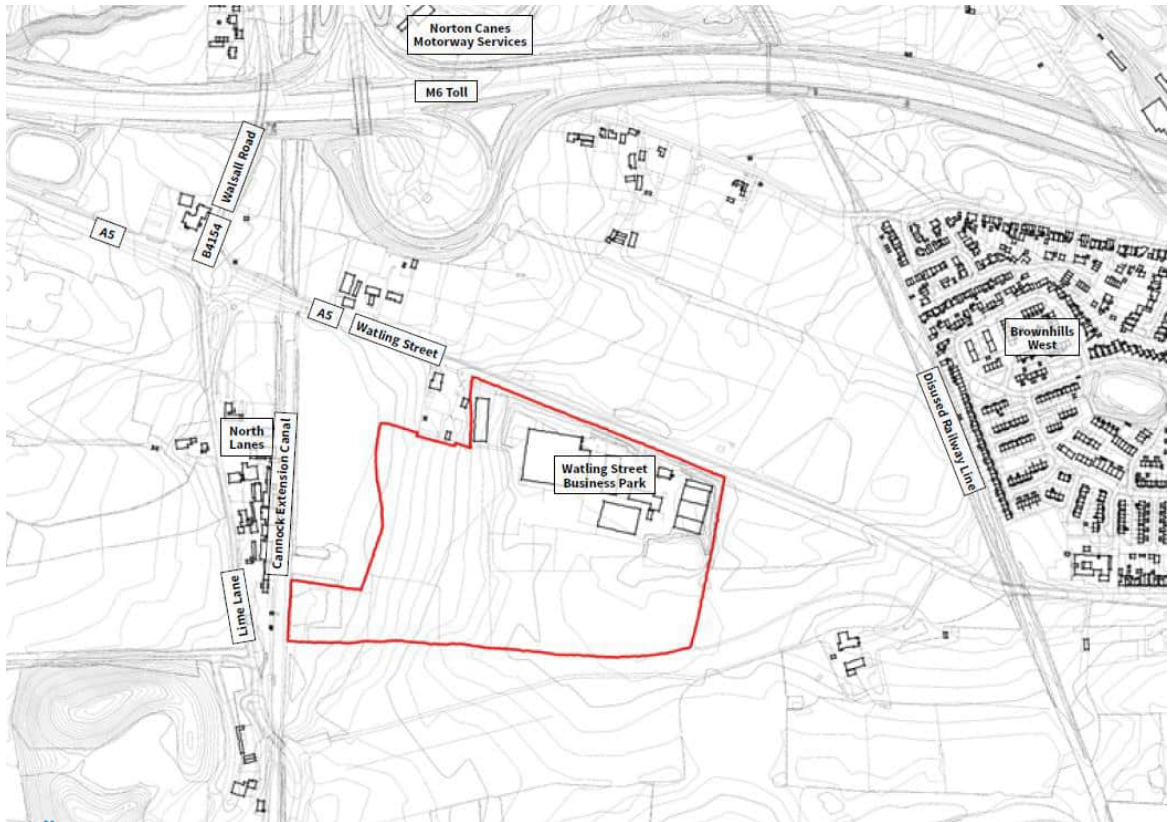 Norton Canes
Motorway Services
M6 Toll
Walsall Road
B4154
A5
A5
Watling Street
Brownhills
West
Disused Railway Line
North
Lanes
Cannock Extension Canal
Watling Street
Business Park
Lime Lane